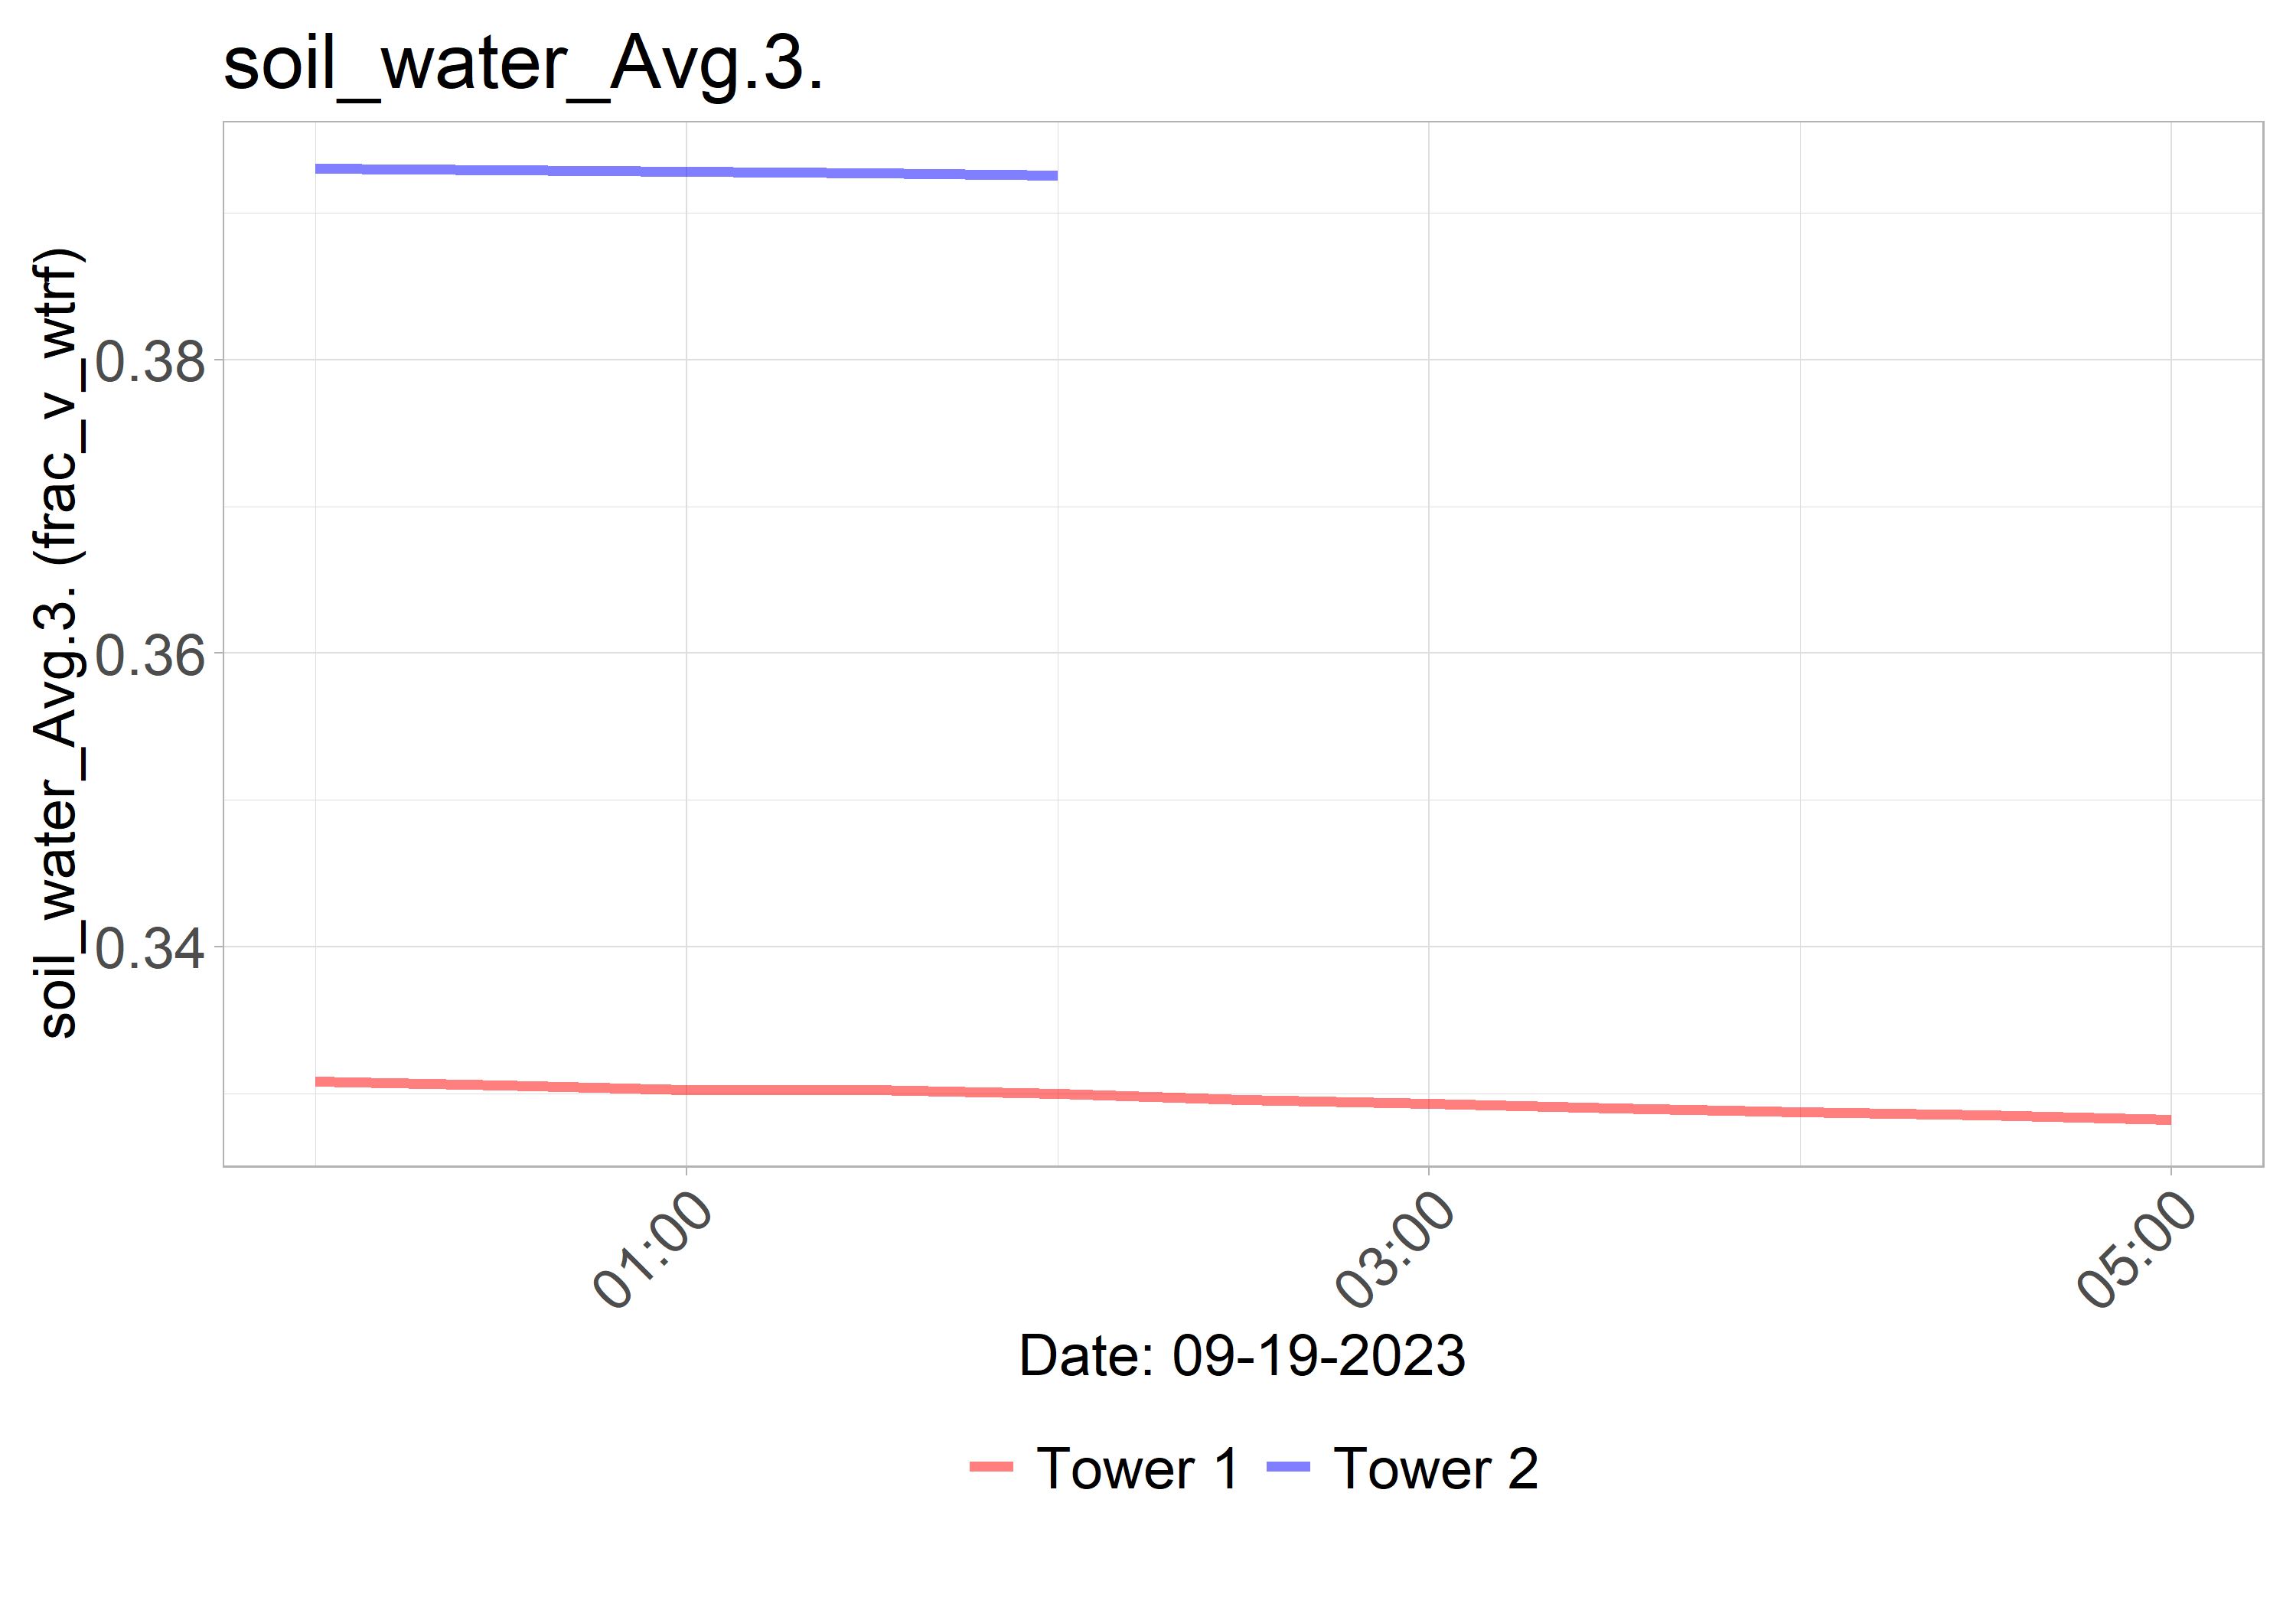 soil_water_Avg.3.
soil_water_Avg.3. (frac_v_wtrf)
0.38
0.36
0.34
01:00
03:00
05:00
Date: 09-19-2023
Tower 1
Tower 2